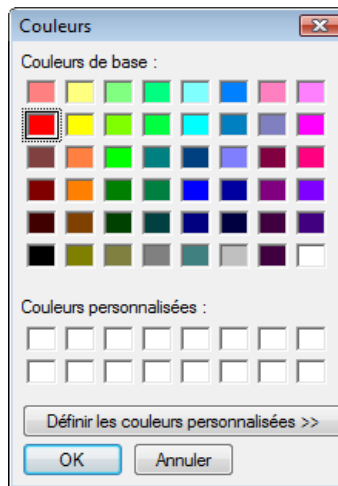 Couleurs
Couleurs de base :
Couleurs personnalisées :
Définir les couleurs personnalisées >>
OK
Annuler